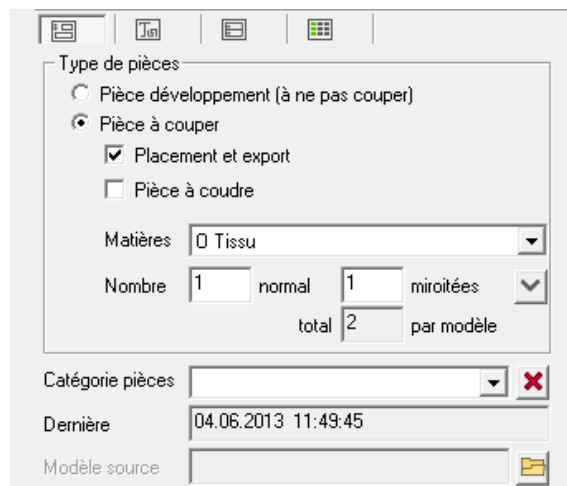 Type de pièces
Pièce développement (à ne pas couper)
Pièce à couper
Placement et export
Pièce à coudre
Matières 0 Tissu
Nombre 1 normal 1 miroitées
total 2 par modèle
Catégorie pièces
Dernière 04.06.2013 11:49:45
Modèle source